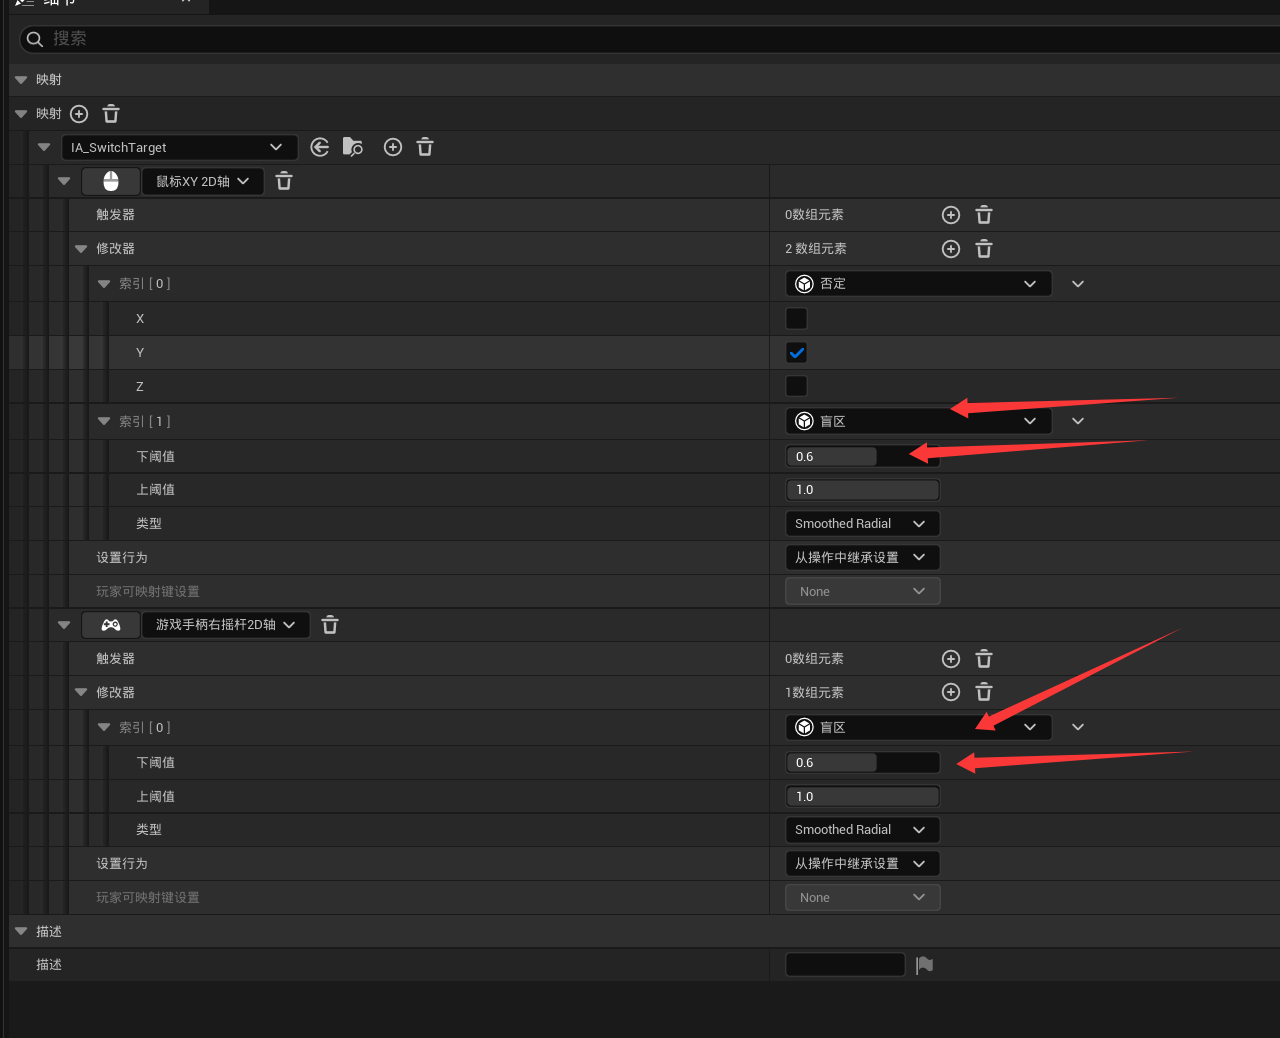 细节
搜索
映射
映射
IA_SwitchTarget
鼠标XY 2D轴
触发器 0数组元素
修改器 2 数组元素
索引 [ 0 ] 否定
X
Y
Z
索引 [ 1 ] 盲区
下阈值 0.6
上阈值 1.0
类型 Smoothed Radial
设置行为 从操作中继承设置
玩家可映射键设置 None
游戏手柄右摇杆2D轴
触发器 0数组元素
修改器 1数组元素
索引 [ 0 ] 盲区
下阈值 0.6
上阈值 1.0
类型 Smoothed Radial
设置行为 从操作中继承设置
玩家可映射键设置 None
描述
描述